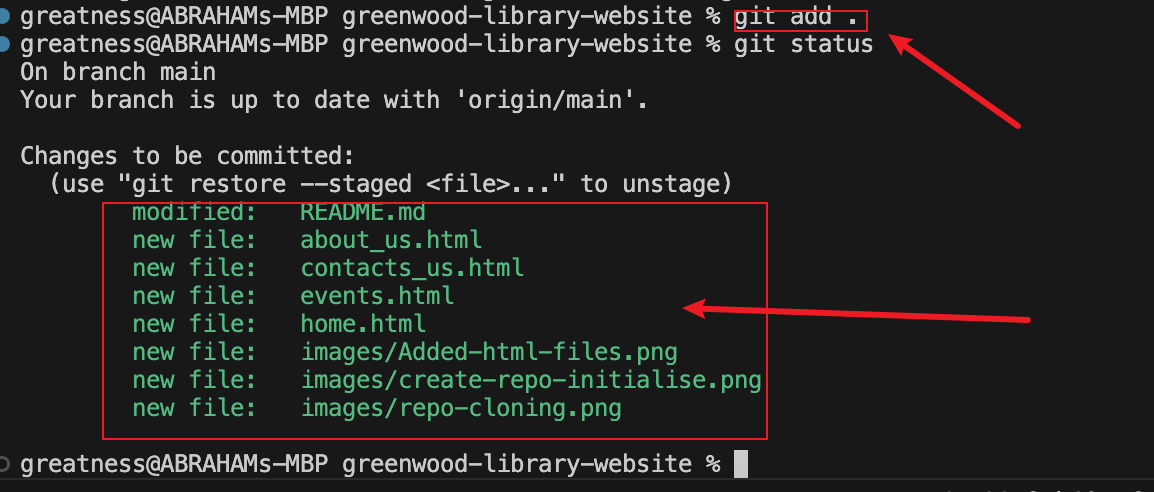 greatness@ABRAHAMs-MBP greenwood-library-website % git add .
greatness@ABRAHAMs-MBP greenwood-library-website % git status
On branch main
Your branch is up to date with 'origin/main'.
Changes to be committed:
(use "git restore --staged <file>..." to unstage)
modified: README.md
new file: about_us.html
new file: contacts_us.html
new file: events.html
new file: home.html
new file: images/Added-html-files.png
new file: images/create-repo-initialise.png
new file: images/repo-cloning.png
greatness@ABRAHAMs-MBP greenwood-library-website %